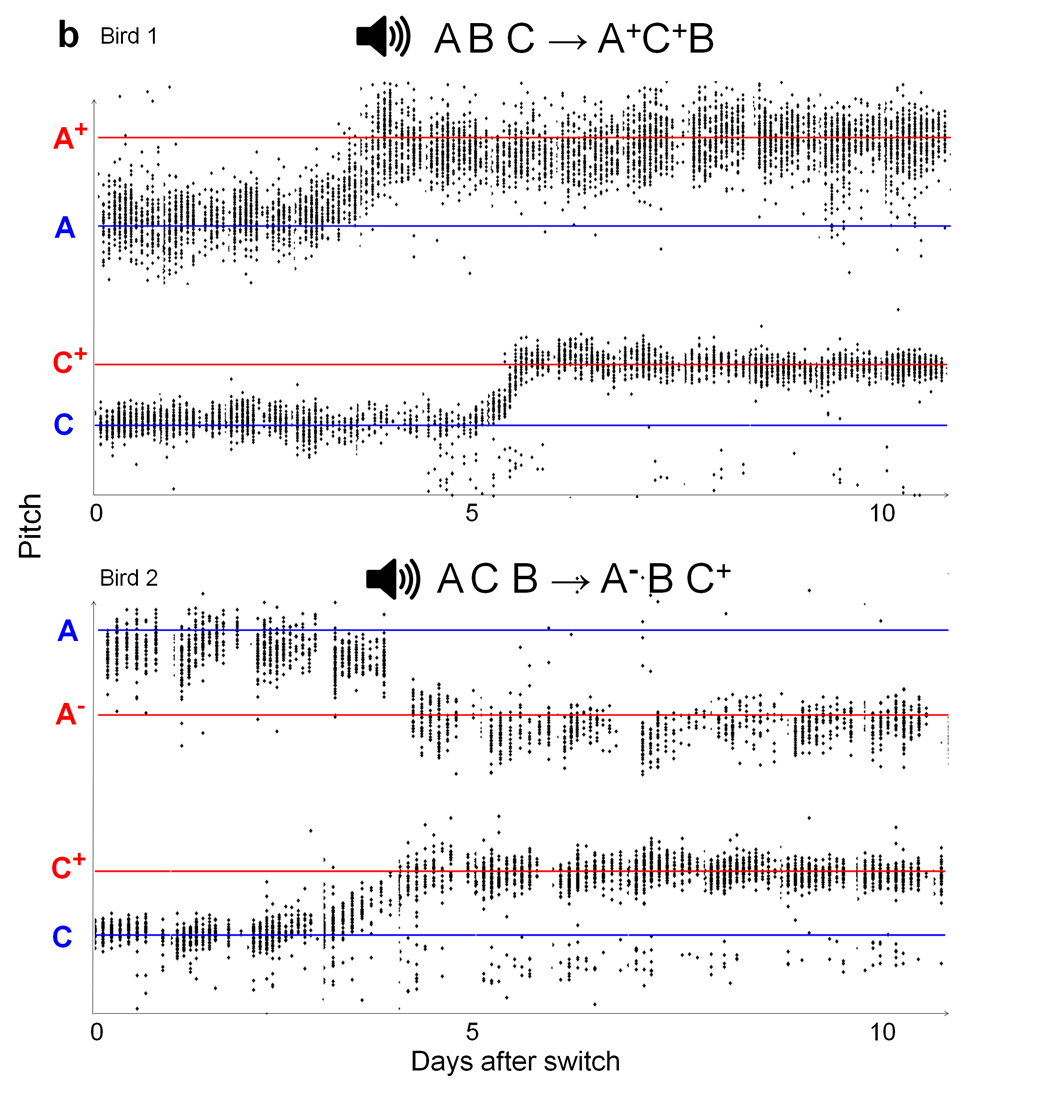 b Bird 1 A B C → A⁺C⁺B
A⁺
A
C⁺
C
0 5 10
Pitch
Bird 2 A C B → A⁻ B C⁺
A
A⁻
C⁺
C
0 5 10
Days after switch